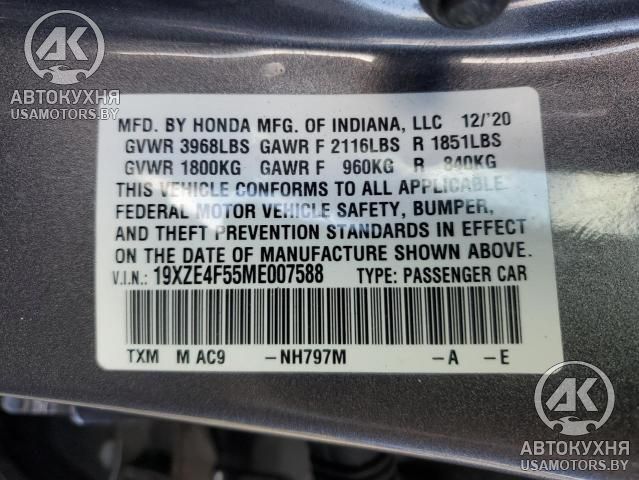 АК
АВТОКУХНЯ
USAMOTORS.BY
MFD. BY HONDA MFG. OF INDIANA, LLC 12/'20
GVWR 3968LBS GAWR F 2116LBS R 1851LBS
GVWR 1800KG GAWR F 960KG R 840KG
THIS VEHICLE CONFORMS TO ALL APPLICABLE
FEDERAL MOTOR VEHICLE SAFETY, BUMPER,
AND THEFT PREVENTION STANDARDS IN EFFECT
ON THE DATE OF MANUFACTURE SHOWN ABOVE.
V.I.N.: 19XZE4F55ME007588 TYPE: PASSENGER CAR
TXM M AC9 -NH797M -A -E
АК
АВТОКУХНЯ
USAMOTORS.BY